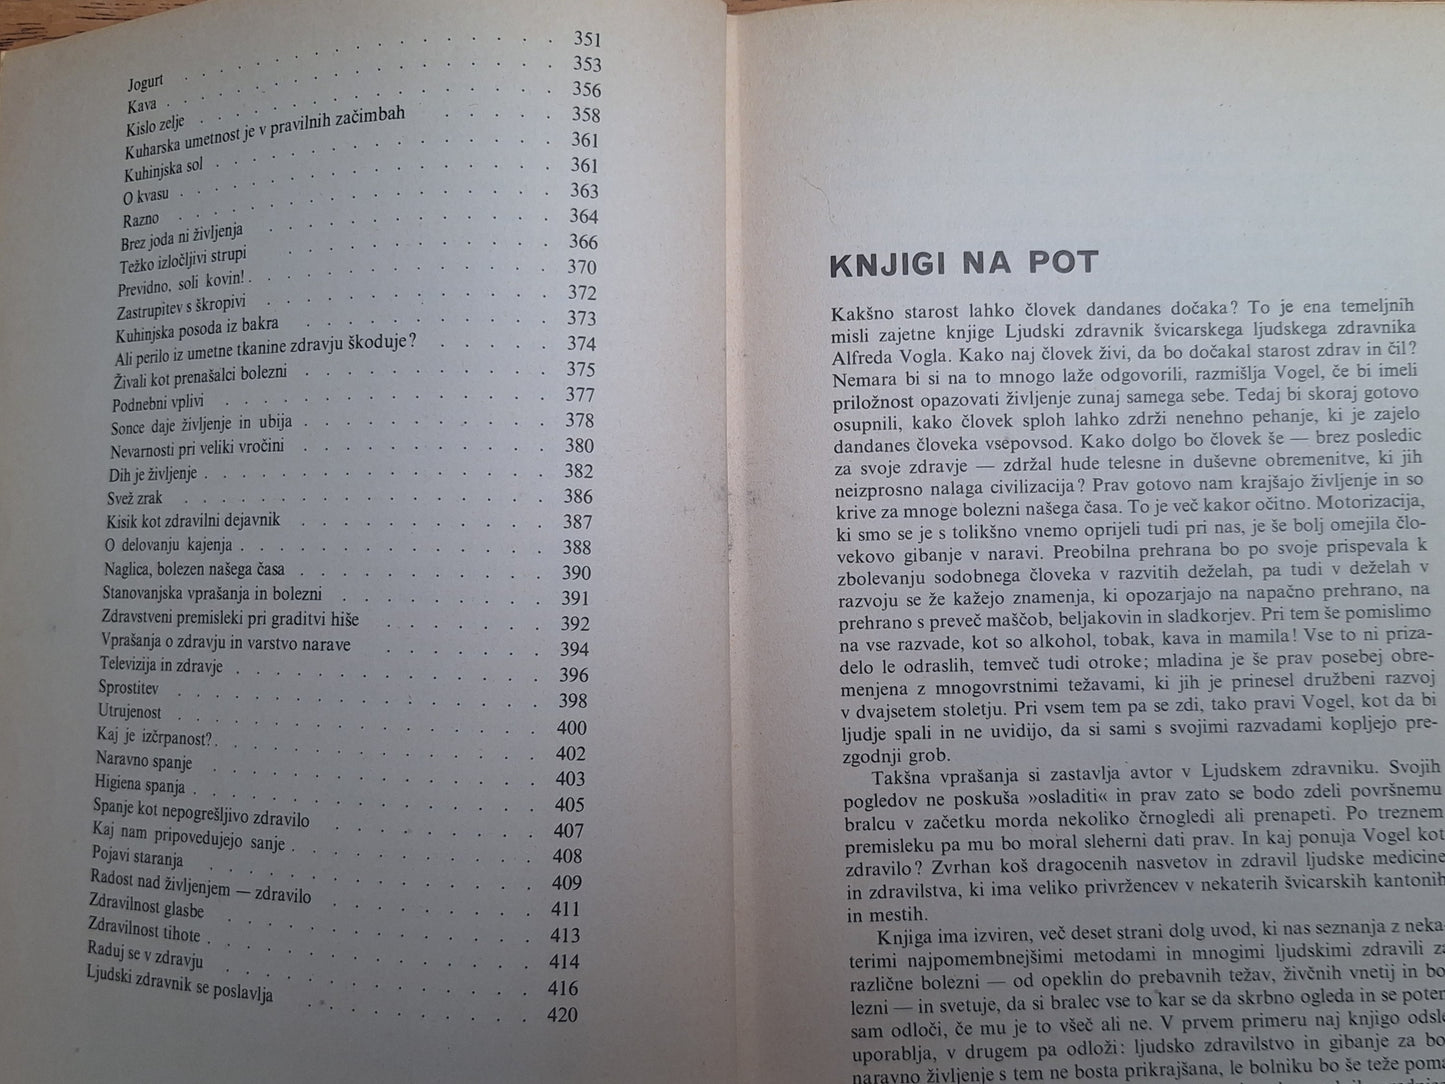 Jogurt . . . . . . . . . . . 351
Kava . . . . . . . . . . . 353
Kislo zelje . . . . . . . . . . . 356
Kuharska umetnost je v pravilnih začimbah . . . . . 358
Kuhinjska sol . . . . . . . . . . . 361
O kvasu . . . . . . . . . . . 361
Razno . . . . . . . . . . . 363
Brez joda ni življenja . . . . . . . . . . 364
Težko izločljivi strupi . . . . . . . . . . 366
Previdno, soli kovin! . . . . . . . . . . 370
Zastrupitev s škropivi . . . . . . . . . . 372
Kuhinjska posoda iz bakra . . . . . . . . . 373
Ali perilo iz umetne tkanine zdravju škoduje? . . . . . 374
Živali kot prenašalci bolezni . . . . . . . . . 375
Podnebni vplivi . . . . . . . . . . . 377
Sonce daje življenje in ubija . . . . . . . . . 378
Nevarnosti pri veliki vročini . . . . . . . . . 380
Dih je življenje . . . . . . . . . . . 382
Svež zrak . . . . . . . . . . . 386
Kisik kot zdravilni dejavnik . . . . . . . . . 387
O delovanju kajenja . . . . . . . . . . . 388
Naglica, bolezen našega časa . . . . . . . . . 390
Stanovanjska vprašanja in bolezni . . . . . . . 391
Zdravstveni premisleki pri graditvi hiše . . . . . . 392
Vprašanja o zdravju in varstvo narave . . . . . . 394
Televizija in zdravje . . . . . . . . . . . 396
Sprostitev . . . . . . . . . . . 398
Utrujenost . . . . . . . . . . . 400
Kaj je izčrpanost? . . . . . . . . . . . 402
Naravno spanje . . . . . . . . . . . 403
Higiena spanja . . . . . . . . . . . 405
Spanje kot nepogrešljivo zdravilo . . . . . . . . 407
Kaj nam pripovedujejo sanje . . . . . . . . . 408
Pojavi staranja . . . . . . . . . . . 409
Radost nad življenjem — zdravilo . . . . . . . . 411
Zdravilnost glasbe . . . . . . . . . . . 413
Zdravilnost tihote . . . . . . . . . . . 414
Raduj se v zdravju . . . . . . . . . . . 416
Ljudski zdravnik se poslavlja . . . . . . . . . 420
KNJIGI NA POT
Kakšno starost lahko človek dandanes dočaka? To je ena temeljnih
misli zajetne knjige Ljudski zdravnik švicarskega ljudskega zdravnika
Alfreda Vogla. Kako naj človek živi, da bo dočakal starost zdrav in čil?
Nemara bi si na to mnogo laže odgovorili, razmišlja Vogel, če bi imeli
priložnost opazovati življenje zunaj samega sebe. Tedaj bi skoraj gotovo
osupnili, kako človek sploh lahko zdrži nenehno pehanje, ki je zajelo
dandanes človeka vsepovsod. Kako dolgo bo človek še — brez posledic
za svoje zdravje — zdržal hude telesne in duševne obremenitve, ki jih
neizprosno nalaga civilizacija? Prav gotovo nam krajšajo življenje in so
krive za mnoge bolezni našega časa. To je več kakor očitno. Motorizacija,
ki smo se je s tolikšno vnemo oprijeli tudi pri nas, je še bolj omejila člo-
vekovo gibanje v naravi. Preobilna prehrana bo po svoje prispevala k
zbolevanju sodobnega človeka v razvitih deželah, pa tudi v deželah v
razvoju se že kažejo znamenja, ki opozarjajo na napačno prehrano, na
prehrano s preveč maščob, beljakovin in sladkorjev. Pri tem še pomislimo
na vse razvade, kot so alkohol, tobak, kava in mamila! Vse to ni priza-
delo le odraslih, temveč tudi otroke; mladina je še prav posebej obre-
menjena z mnogovrstnimi težavami, ki jih je prinesel družbeni razvoj
v dvajsetem stoletju. Pri vsem tem pa se zdi, tako pravi Vogel, kot da bi
ljudje spali in ne uvidijo, da si sami s svojimi razvadami kopljejo pre-
zgodnji grob.
Takšna vprašanja si zastavlja avtor v Ljudskem zdravniku. Svojih
pogledov ne poskuša »osladiti« in prav zato se bodo zdeli površnemu
bralcu v začetku morda nekoliko črnogledi ali prenapeti. Po treznem
premisleku pa mu bo moral sleherni dati prav. In kaj ponuja Vogel kot
zdravilo? Zvrhan koš dragocenih nasvetov in zdravil ljudske medicine
in zdravilstva, ki ima veliko privržencev v nekaterih švicarskih kantonih
in mestih.
Knjiga ima izviren, več deset strani dolg uvod, ki nas seznanja z neka-
terimi najpomembnejšimi metodami in mnogimi ljudskimi zdravili za
različne bolezni — od opeklin do prebavnih težav, živčnih vnetij in bo-
lezni — in svetuje, da si bralec vse to kar se da skrbno ogleda in se potem
sam odloči, če mu je to všeč ali ne. V prvem primeru naj knjigo
uporablja, v drugem pa odloži: ljudsko zdravilstvo in gibanje za bo
naravno življenje s tem ne bosta prikrajšana, le bolniku bo še teže